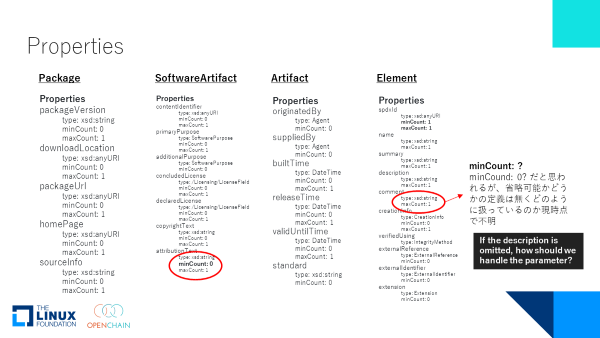 Properties
Package
Properties
packageVersion
type: xsd:string
minCount: 0
maxCount: 1
downloadLocation
type: xsd:anyURI
minCount: 0
maxCount: 1
packageUrl
type: xsd:anyURI
minCount: 0
maxCount: 1
homePage
type: xsd:anyURI
minCount: 0
maxCount: 1
sourceInfo
type: xsd:string
minCount: 0
maxCount: 1
SoftwareArtifact
Properties
contentIdentifier
type: xsd:anyURI
minCount: 0
maxCount: 1
primaryPurpose
type: SoftwarePurpose
minCount: 0
maxCount: 1
additionalPurpose
type: SoftwarePurpose
minCount: 0
concludedLicense
type: /Licensing/LicenseField
minCount: 0
maxCount: 1
declaredLicense
type: /Licensing/LicenseField
minCount: 0
maxCount: 1
copyrightText
type: xsd:string
minCount: 0
maxCount: 1
attributionText
type: xsd:string
minCount: 0
maxCount: 1
Artifact
Properties
originatedBy
type: Agent
minCount: 0
suppliedBy
type: Agent
minCount: 0
builtTime
type: DateTime
minCount: 0
maxCount: 1
releaseTime
type: DateTime
minCount: 0
maxCount: 1
validUntilTime
type: DateTime
minCount: 0
maxCount: 1
standard
type: xsd:string
minCount: 0
Element
Properties
spdxId
type: xsd:anyURI
minCount: 1
maxCount: 1
name
type: xsd:string
maxCount: 1
summary
type: xsd:string
maxCount: 1
description
type: xsd:string
maxCount: 1
comment
type: xsd:string
maxCount: 1
creationInfo
type: CreationInfo
minCount: 0
verifiedUsing
type: IntegrityMethod
minCount: 0
externalReference
type: ExternalReference
minCount: 0
externalIdentifier
type: ExternalIdentifier
minCount: 0
extension
type: Extension
minCount: 0
minCount: ?
minCound: 0? だと思わ
れるが、省略可能かどう
かの定義は無くどのよう
に扱っているのか現時点
で不明
If the description is
omitted, how should we
handle the parameter?
THE
LINUX
FOUNDATION
OPENCHAIN